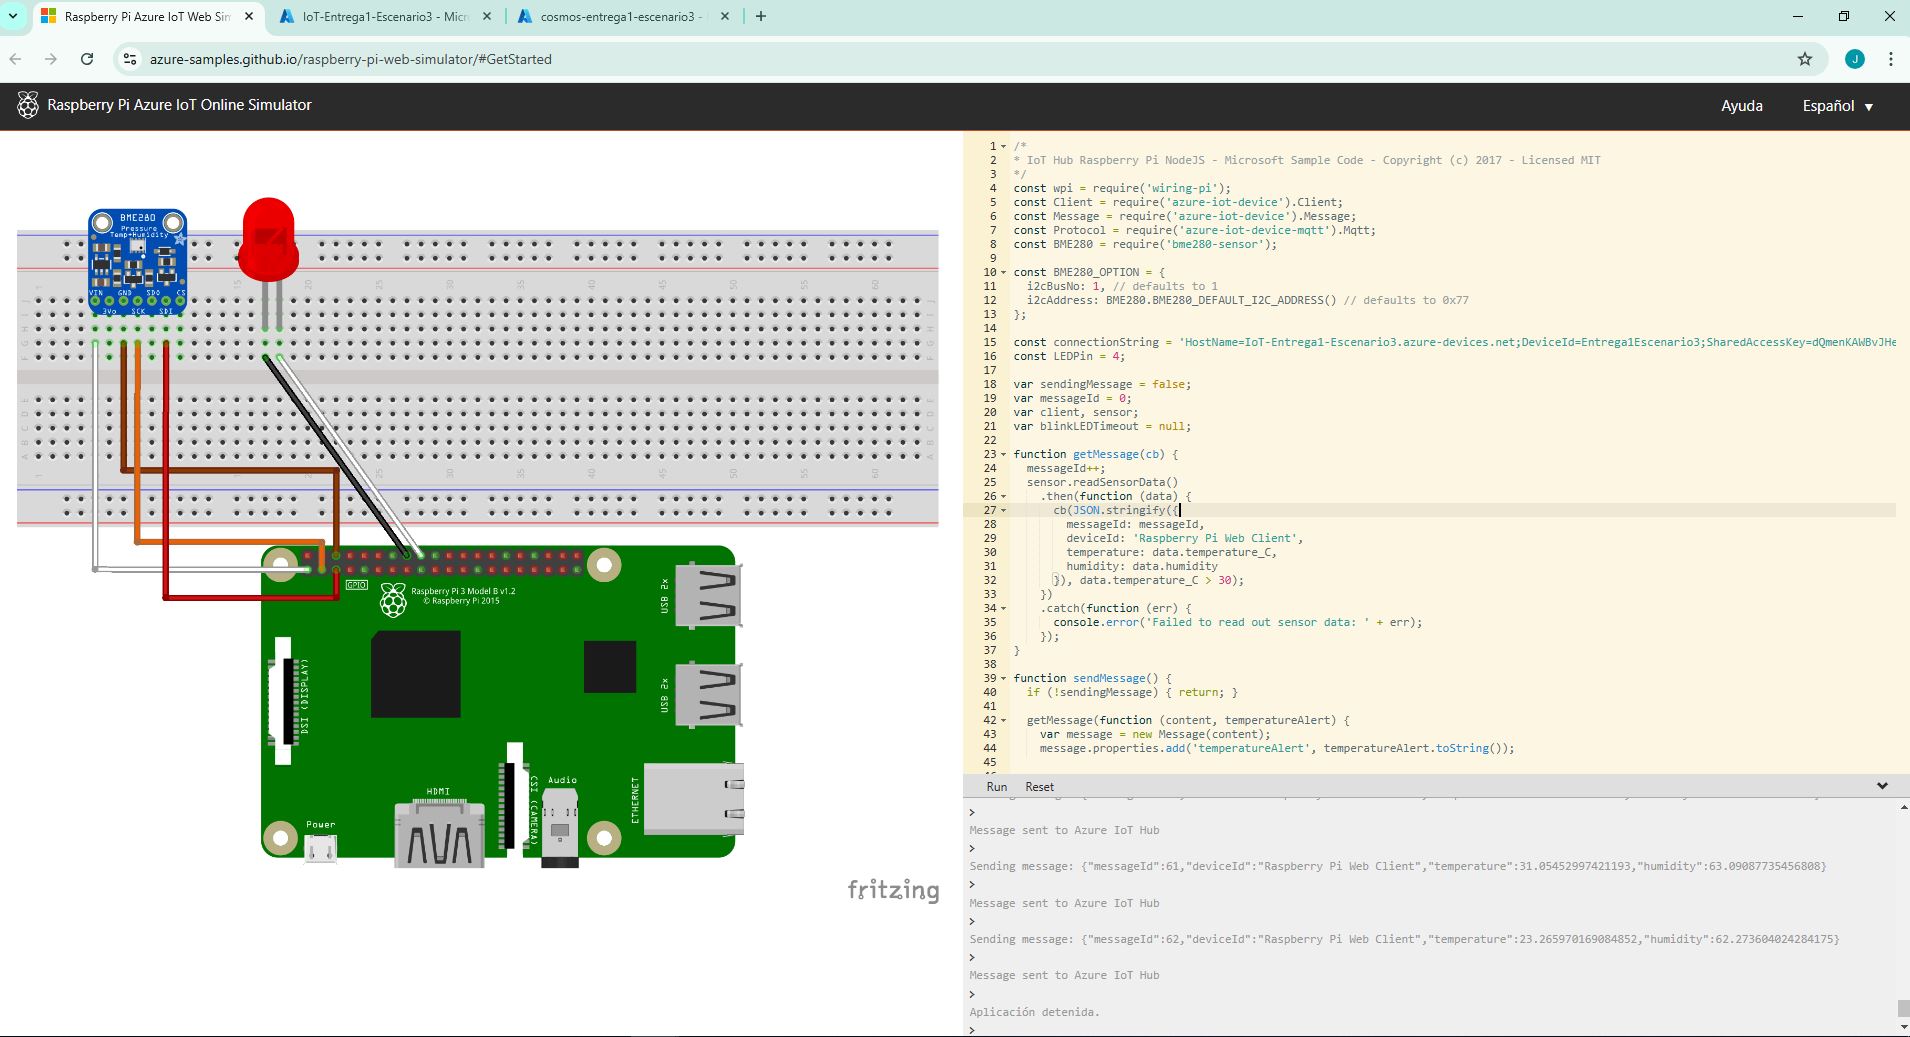 Raspberry Pi Azure IoT Web Sim
IoT-Entrega1-Escenario3 - Micr
cosmos-entrega1-escenario3 -
azure-samples.github.io/raspberry-pi-web-simulator/#GetStarted
J
Raspberry Pi Azure IoT Online Simulator
Ayuda
Español
BME280
Pressure
Temp+Humidity
VIN GND SDO CS
3Vo SCK SDI
GPIO
Raspberry Pi 3 Model B v1.2
© Raspberry Pi 2015
USB 2x
USB 2x
DSI (DISPLAY)
CSI (CAMERA)
Audio
HDMI
ETHERNET
Power
fritzing
1 /*
2 * IoT Hub Raspberry Pi NodeJS - Microsoft Sample Code - Copyright (c) 2017 - Licensed MIT
3 */
4 const wpi = require('wiring-pi');
5 const Client = require('azure-iot-device').Client;
6 const Message = require('azure-iot-device').Message;
7 const Protocol = require('azure-iot-device-mqtt').Mqtt;
8 const BME280 = require('bme280-sensor');
9
10 const BME280_OPTION = {
11 i2cBusNo: 1, // defaults to 1
12 i2cAddress: BME280.BME280_DEFAULT_I2C_ADDRESS() // defaults to 0x77
13 };
14
15 const connectionString = 'HostName=IoT-Entrega1-Escenario3.azure-devices.net;DeviceId=Entrega1Escenario3;SharedAccessKey=dQmenKAWBvJHe
16 const LEDPin = 4;
17
18 var sendingMessage = false;
19 var messageId = 0;
20 var client, sensor;
21 var blinkLEDTimeout = null;
22
23 function getMessage(cb) {
24 messageId++;
25 sensor.readSensorData()
26 .then(function (data) {
27 cb(JSON.stringify({
28 messageId: messageId,
29 deviceId: 'Raspberry Pi Web Client',
30 temperature: data.temperature_C,
31 humidity: data.humidity
32 }), data.temperature_C > 30);
33 })
34 .catch(function (err) {
35 console.error('Failed to read out sensor data: ' + err);
36 });
37 }
38
39 function sendMessage() {
40 if (!sendingMessage) { return; }
41
42 getMessage(function (content, temperatureAlert) {
43 var message = new Message(content);
44 message.properties.add('temperatureAlert', temperatureAlert.toString());
45
Run Reset
>
Message sent to Azure IoT Hub
>
Sending message: {"messageId":61,"deviceId":"Raspberry Pi Web Client","temperature":31.05452997421193,"humidity":63.09087735456808}
>
Message sent to Azure IoT Hub
>
Sending message: {"messageId":62,"deviceId":"Raspberry Pi Web Client","temperature":23.265970169084852,"humidity":62.273604024284175}
>
Message sent to Azure IoT Hub
>
Aplicación detenida.
>